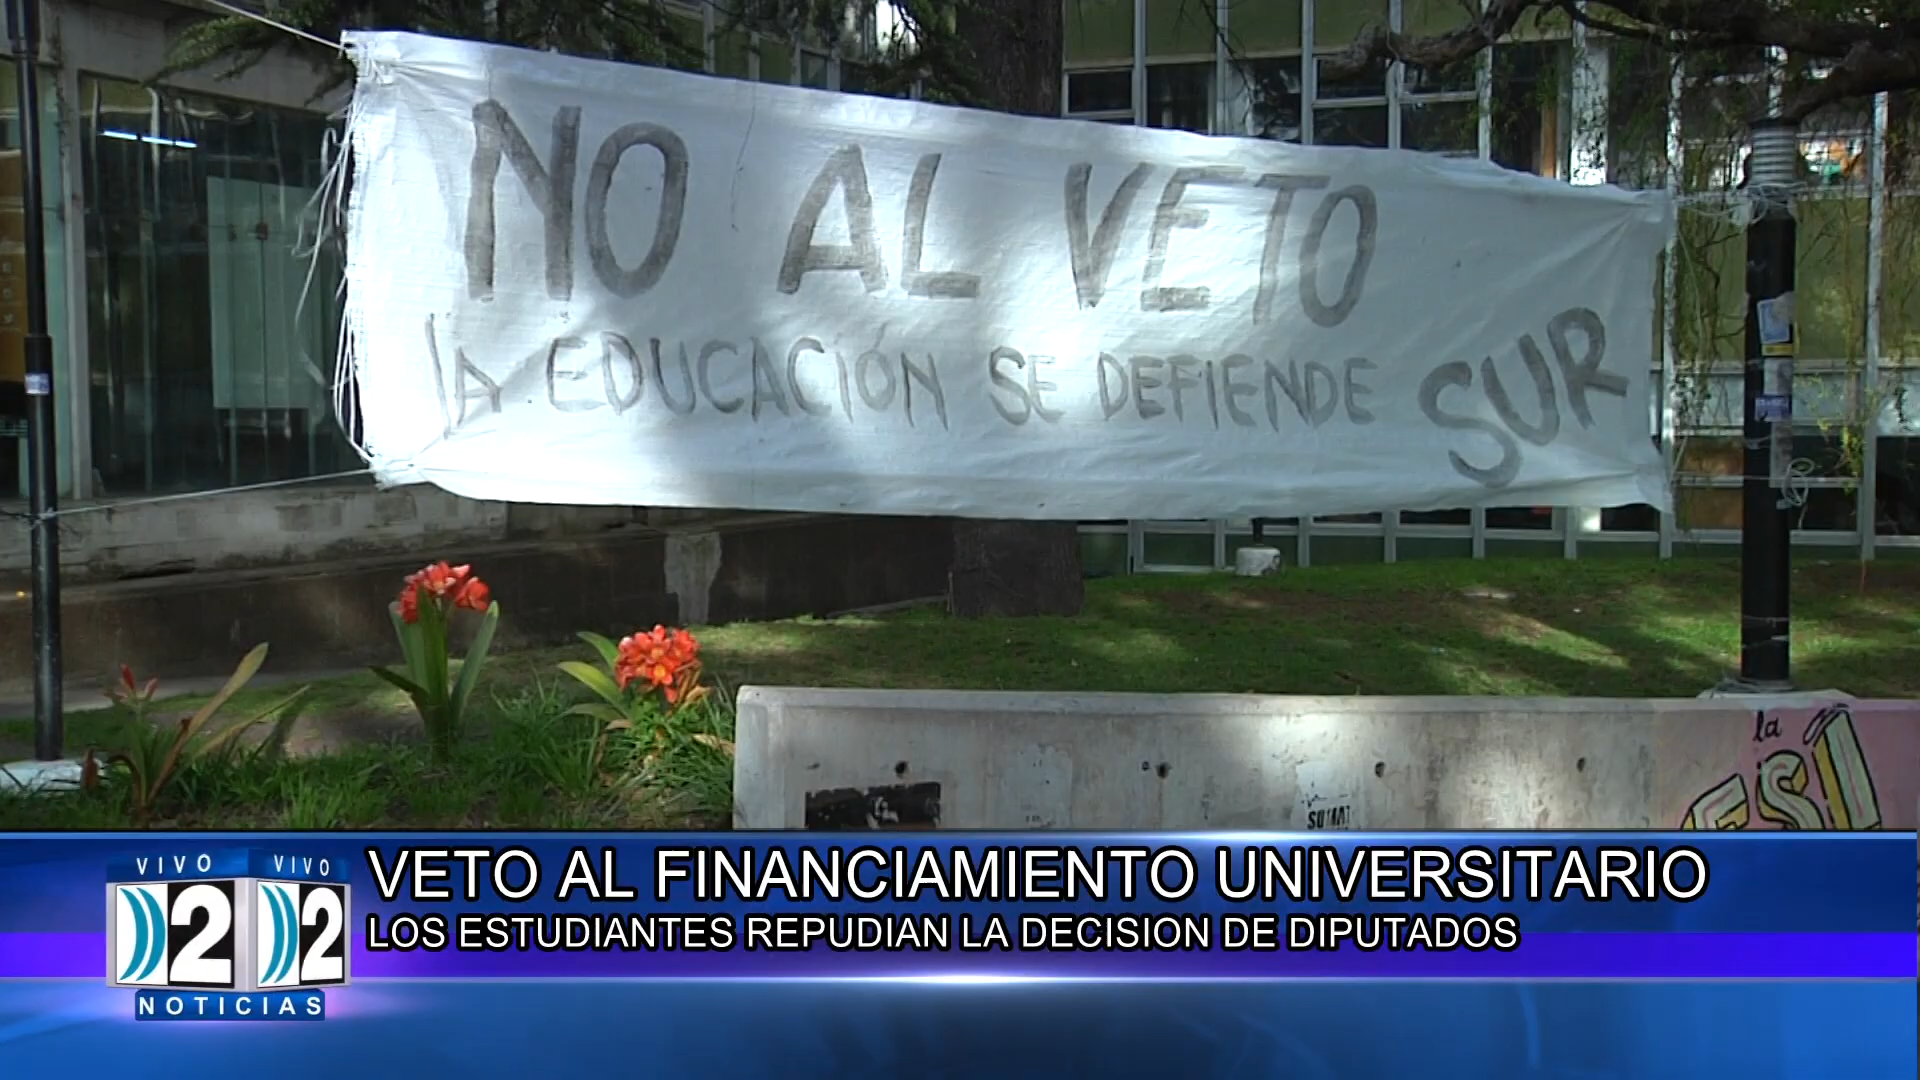 NO AL VETO
LA EDUCACIÓN SE DEFIENDE
SUR
la
ESI
SUMAT
VIVO VIVO
2 2
NOTICIAS
VETO AL FINANCIAMIENTO UNIVERSITARIO
LOS ESTUDIANTES REPUDIAN LA DECISION DE DIPUTADOS